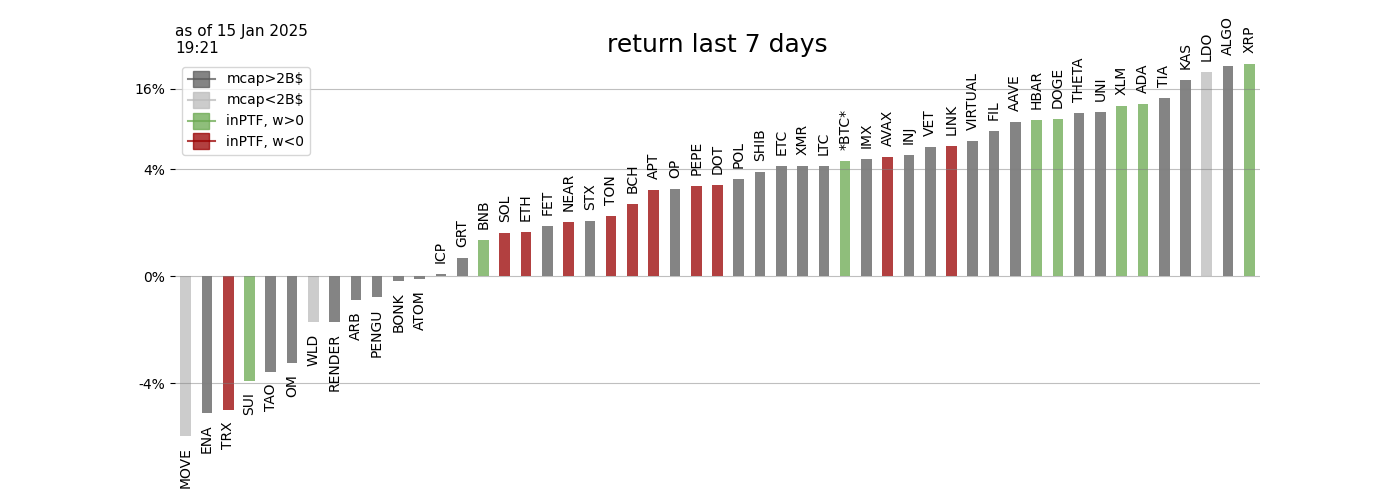 as of 15 Jan 2025
19:21
return last 7 days
mcap>2B$
mcap<2B$
inPTF, w>0
inPTF, w<0
16%
4%
0%
-4%
MOVE
ENA
TRX
SUI
TAO
OM
WLD
RENDER
ARB
PENGU
BONK
ATOM
ICP
GRT
BNB
SOL
ETH
FET
NEAR
STX
TON
BCH
APT
OP
PEPE
DOT
POL
SHIB
ETC
XMR
LTC
*BTC*
IMX
AVAX
INJ
VET
LINK
VIRTUAL
FIL
AAVE
HBAR
DOGE
THETA
UNI
XLM
ADA
TIA
KAS
LDO
ALGO
XRP